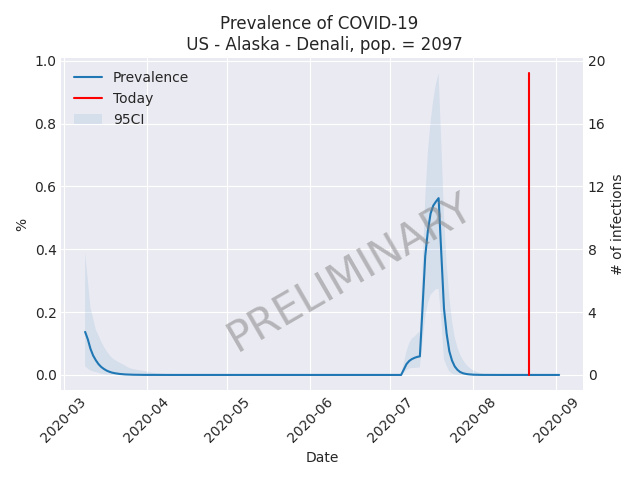 Prevalence of COVID-19
US - Alaska - Denali, pop. = 2097
Prevalence
Today
95CI
PRELIMINARY
%
1.0
0.8
0.6
0.4
0.2
0.0
# of infections
20
16
12
8
4
0
2020-03
2020-04
2020-05
2020-06
2020-07
2020-08
2020-09
Date